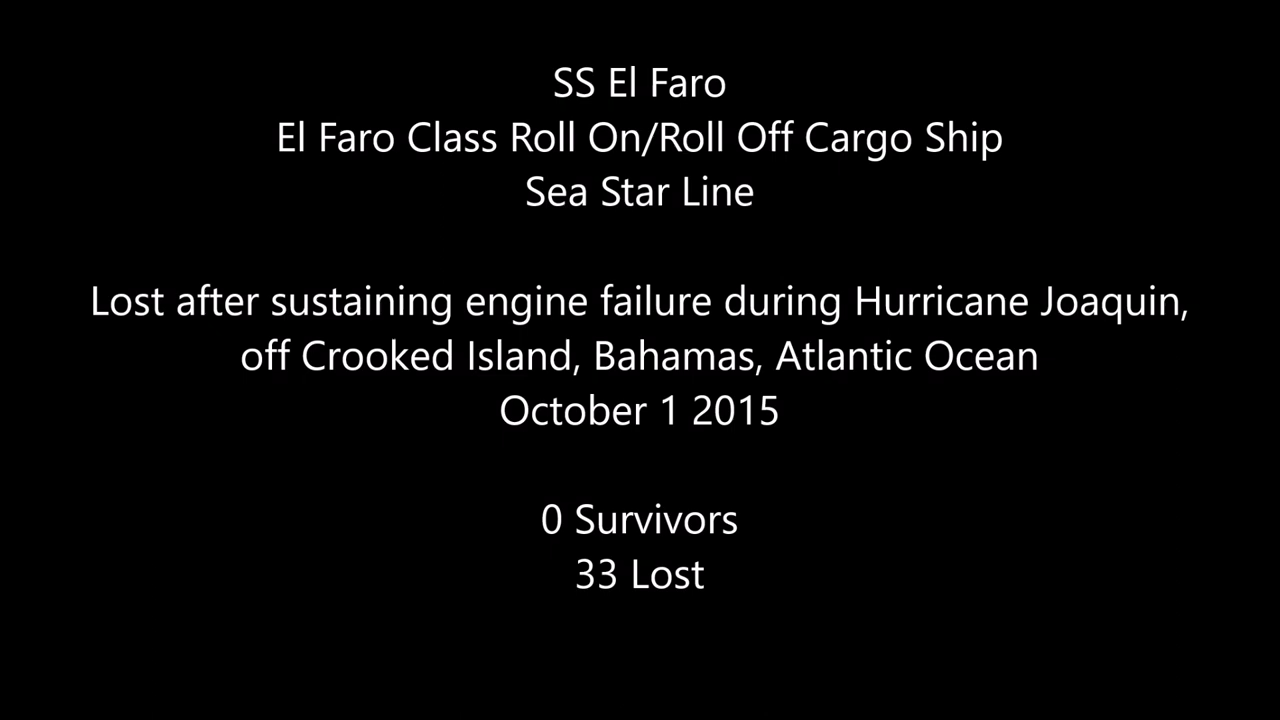 SS El Faro
El Faro Class Roll On/Roll Off Cargo Ship
Sea Star Line
Lost after sustaining engine failure during Hurricane Joaquin,
off Crooked Island, Bahamas, Atlantic Ocean
October 1 2015
0 Survivors
33 Lost